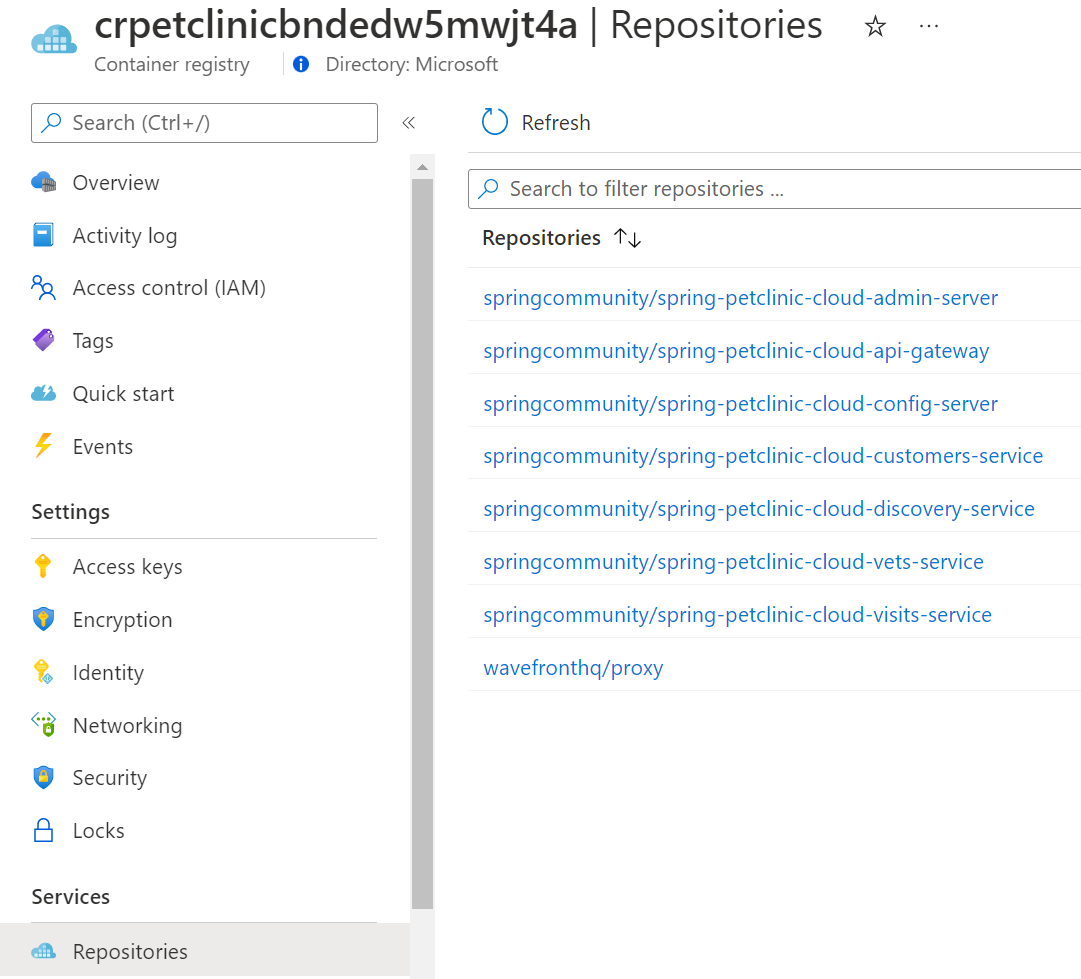 crpetclinicbndedw5mwjt4a | Repositories
Container registry
Directory: Microsoft
Search (Ctrl+/)
Overview
Activity log
Access control (IAM)
Tags
Quick start
Events
Settings
Access keys
Encryption
Identity
Networking
Security
Locks
Services
Repositories
Refresh
Search to filter repositories ...
Repositories
springcommunity/spring-petclinic-cloud-admin-server
springcommunity/spring-petclinic-cloud-api-gateway
springcommunity/spring-petclinic-cloud-config-server
springcommunity/spring-petclinic-cloud-customers-service
springcommunity/spring-petclinic-cloud-discovery-service
springcommunity/spring-petclinic-cloud-vets-service
springcommunity/spring-petclinic-cloud-visits-service
wavefronthq/proxy